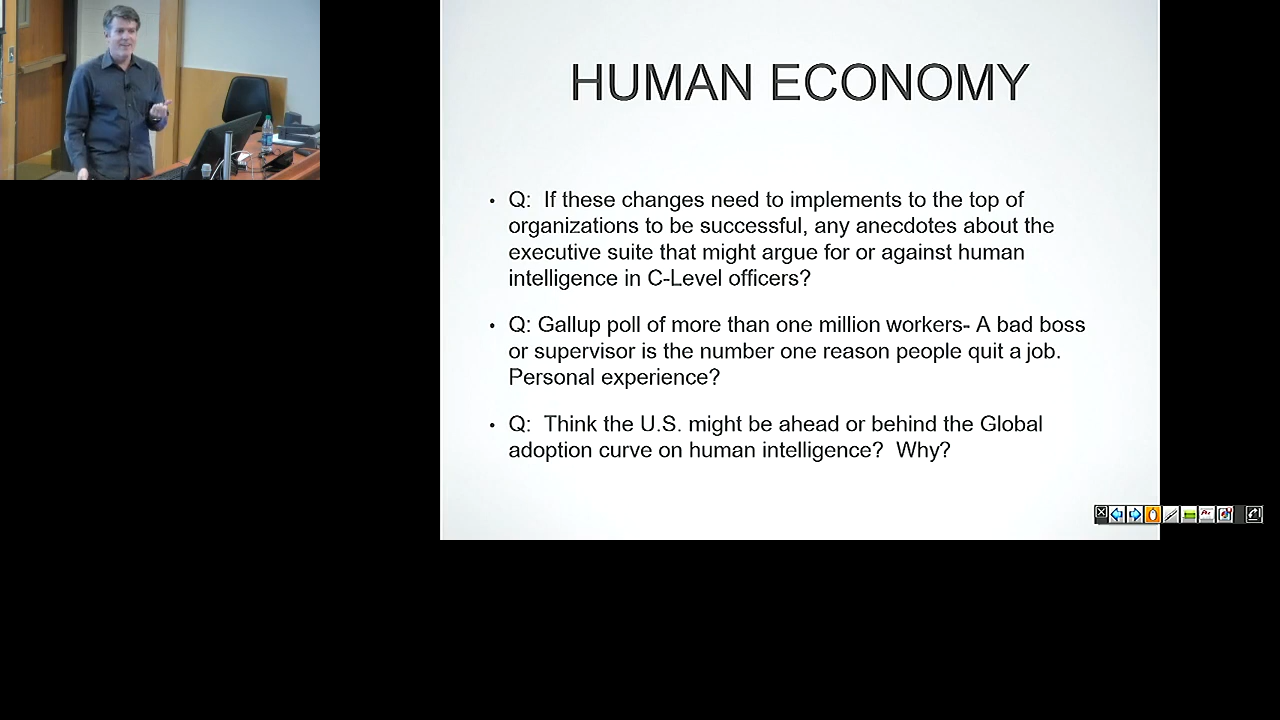 HUMAN ECONOMY
• Q:  If these changes need to implements to the top of
organizations to be successful, any anecdotes about the
executive suite that might argue for or against human
intelligence in C-Level officers?
• Q: Gallup poll of more than one million workers- A bad boss
or supervisor is the number one reason people quit a job.
Personal experience?
• Q:  Think the U.S. might be ahead or behind the Global
adoption curve on human intelligence?  Why?